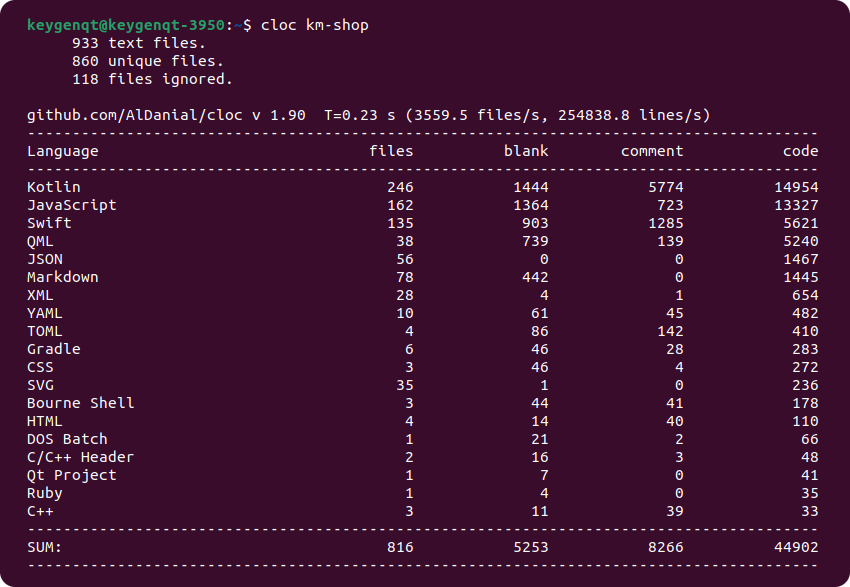 keygenqt@keygenqt-3950:~$ cloc km-shop
     933 text files.
     860 unique files.
     118 files ignored.
github.com/AlDanial/cloc v 1.90  T=0.23 s (3559.5 files/s, 254838.8 lines/s)
----------------------------------------------------------------------------------------
Language                              files          blank        comment           code
----------------------------------------------------------------------------------------
Kotlin                                  246           1444           5774          14954
JavaScript                              162           1364            723          13327
Swift                                   135            903           1285           5621
QML                                      38            739            139           5240
JSON                                     56              0              0           1467
Markdown                                 78            442              0           1445
XML                                      28              4              1            654
YAML                                     10             61             45            482
TOML                                      4             86            142            410
Gradle                                    6             46             28            283
CSS                                       3             46              4            272
SVG                                      35              1              0            236
Bourne Shell                              3             44             41            178
HTML                                      4             14             40            110
DOS Batch                                 1             21              2             66
C/C++ Header                              2             16              3             48
Qt Project                                1              7              0             41
Ruby                                      1              4              0             35
C++                                       3             11             39             33
----------------------------------------------------------------------------------------
SUM:                                    816           5253           8266          44902
----------------------------------------------------------------------------------------